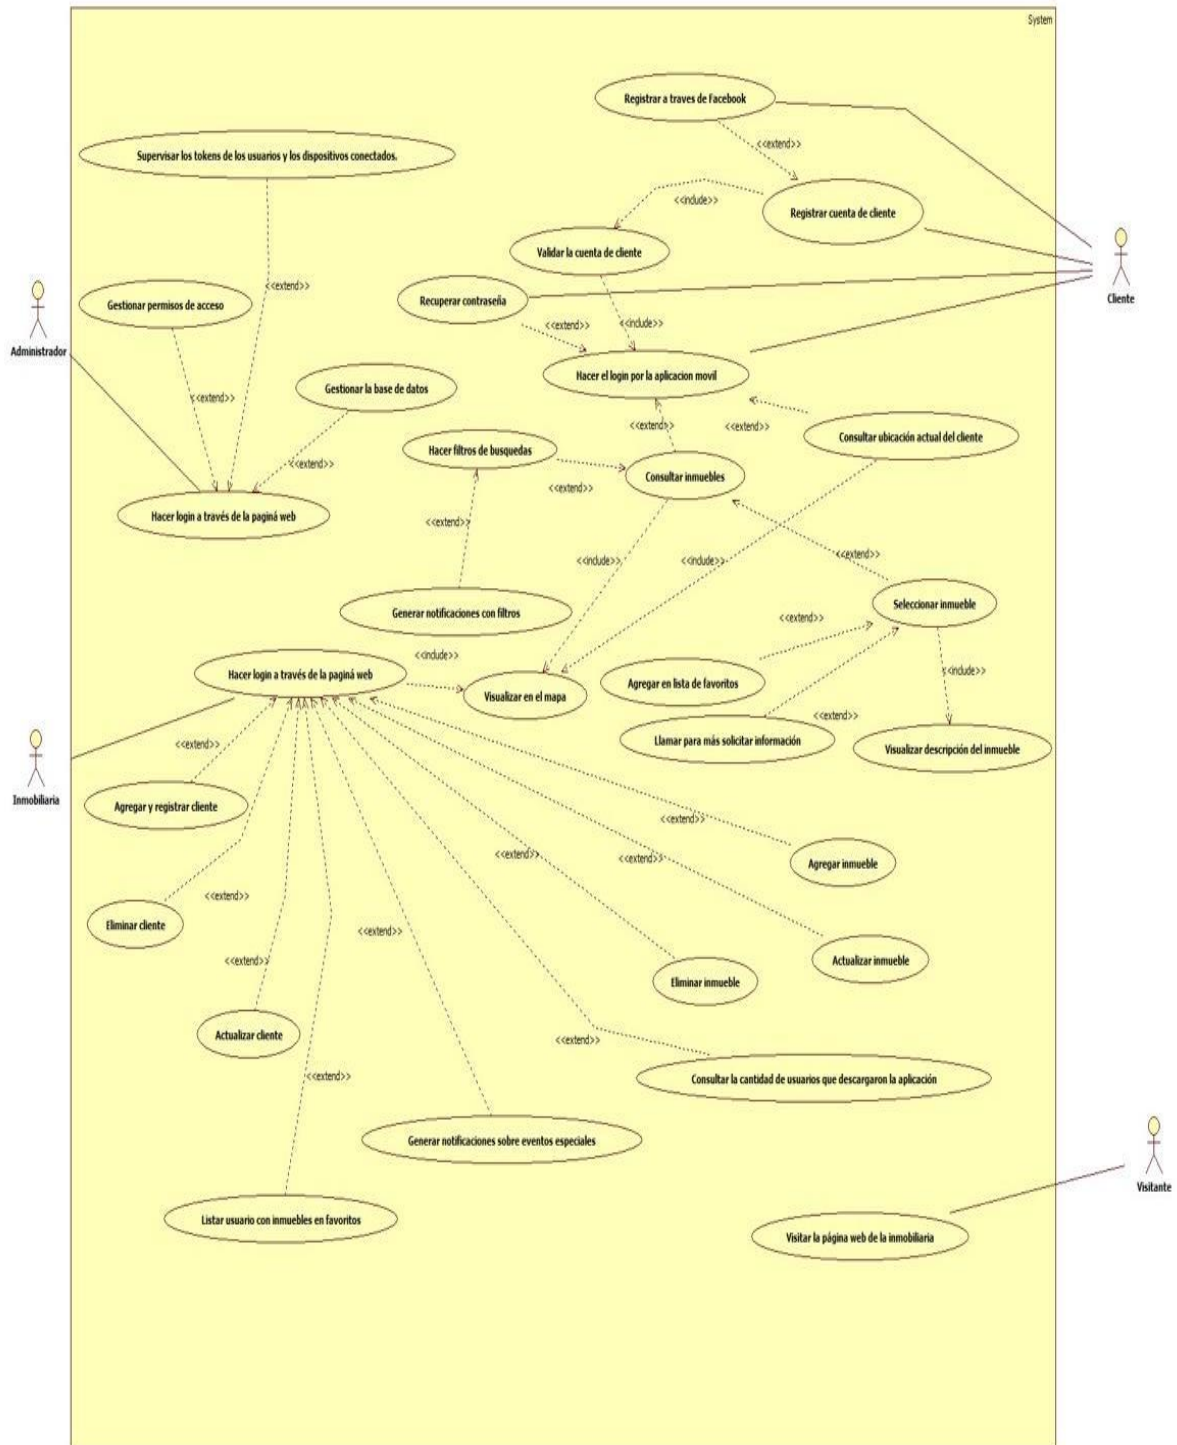 System
Registrar a traves de Facebook
<<extend>>
Supervisar los tokens de los usuarios y los dispositivos conectados.
<<include>>
Registrar cuenta de cliente
Validar la cuenta de cliente
Cliente
<<extend>>
Gestionar permisos de acceso
Recuperar contraseña
<<extend>>
<<include>>
Administrador
Hacer el login por la aplicacion movil
Gestionar la base de datos
<<extend>>
<<extend>>
<<extend>>
Consultar ubicación actual del cliente
Hacer filtros de busquedas
<<extend>>
Consultar inmuebles
<<extend>>
Hacer login a través de la paginá web
<<extend>>
<<extend>>
<<include>>
<<include>>
Generar notificaciones con filtros
Seleccionar inmueble
<<extend>>
<<include>>
Hacer login a través de la paginá web
<<include>>
Visualizar en el mapa
Agregar en lista de favoritos
<<extend>>
Llamar para más solicitar información
Visualizar descripción del inmueble
<<extend>>
Inmobiliaria
Agregar y registrar cliente
<<extend>>
<<extend>>
<<extend>>
Agregar inmueble
<<extend>>
Eliminar cliente
<<extend>>
<<extend>>
Eliminar inmueble
Actualizar inmueble
Actualizar cliente
<<extend>>
<<extend>>
Consultar la cantidad de usuarios que descargaron la aplicación
Generar notificaciones sobre eventos especiales
Visitante
Listar usuario con inmuebles en favoritos
Visitar la página web de la inmobiliaria